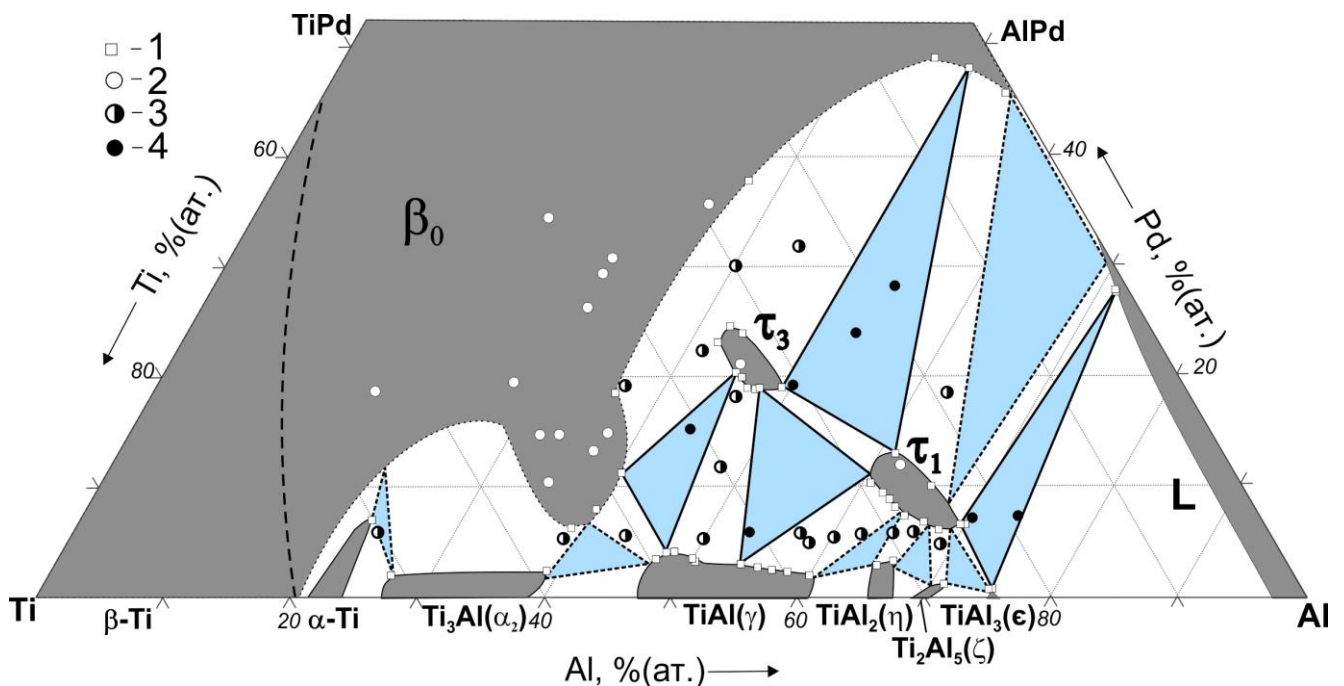 TiPd
AlPd
1
2
3
4
60
40
Ti, %(ат.)
Pd, %(ат.)
β₀
τ₃
80
20
τ₁
L
Ti
β-Ti
20
α-Ti
Ti₃Al(α₂)
40
TiAl(γ)
60
TiAl₂(η)
Ti₂Al₅(ζ)
TiAl₃(ϵ)
80
Al
Al, %(ат.)